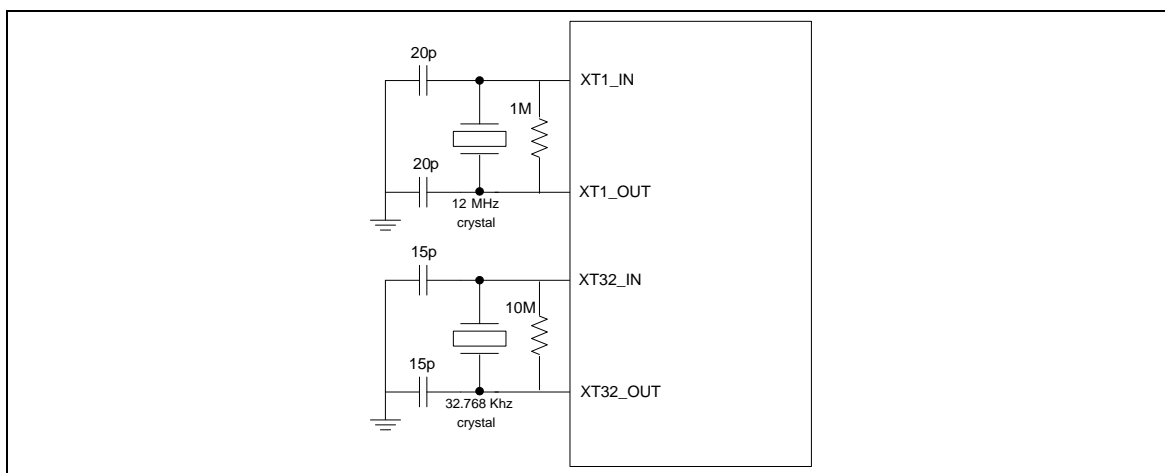 20p
XT1_IN
1M
20p
XT1_OUT
12 MHz
crystal
15p
XT32_IN
10M
15p
XT32_OUT
32.768 Khz
crystal